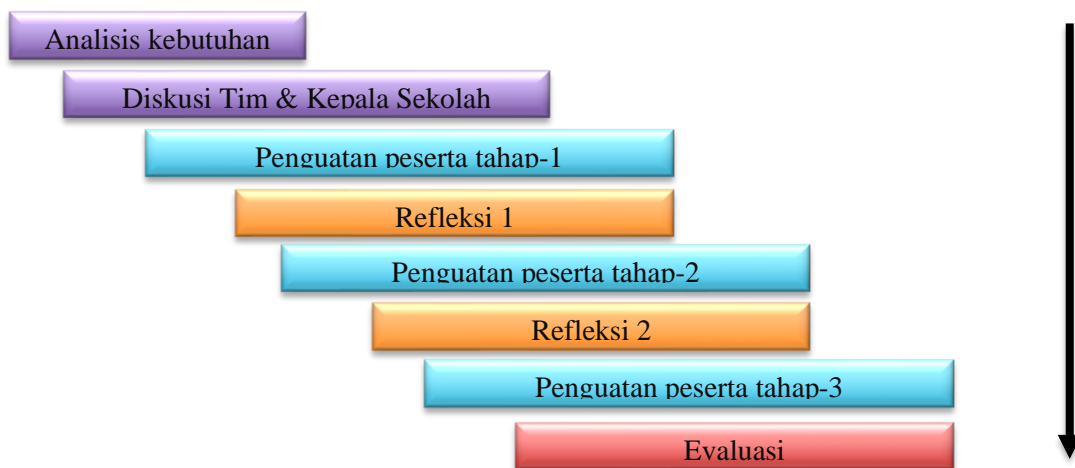 Analisis kebutuhan
Diskusi Tim & Kepala Sekolah
Penguatan peserta tahap-1
Refleksi 1
Penguatan peserta tahap-2
Refleksi 2
Penguatan peserta tahap-3
Evaluasi